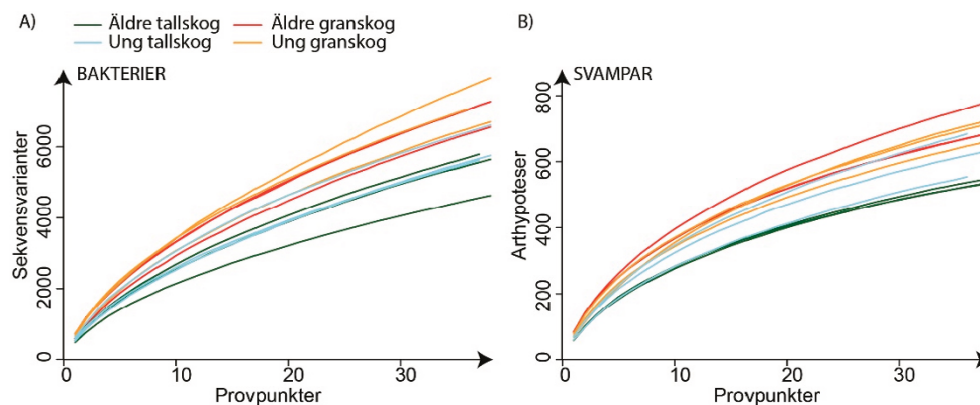 A)
Äldre tallskog Äldre granskog
Ung tallskog Ung granskog
BAKTERIER
Sekvensvarianter
6000
4000
2000
0
0 10 20 30
Provpunkter
B)
SVAMPAR
Arthypoteser
800
600
400
200
0
0 10 20 30
Provpunkter